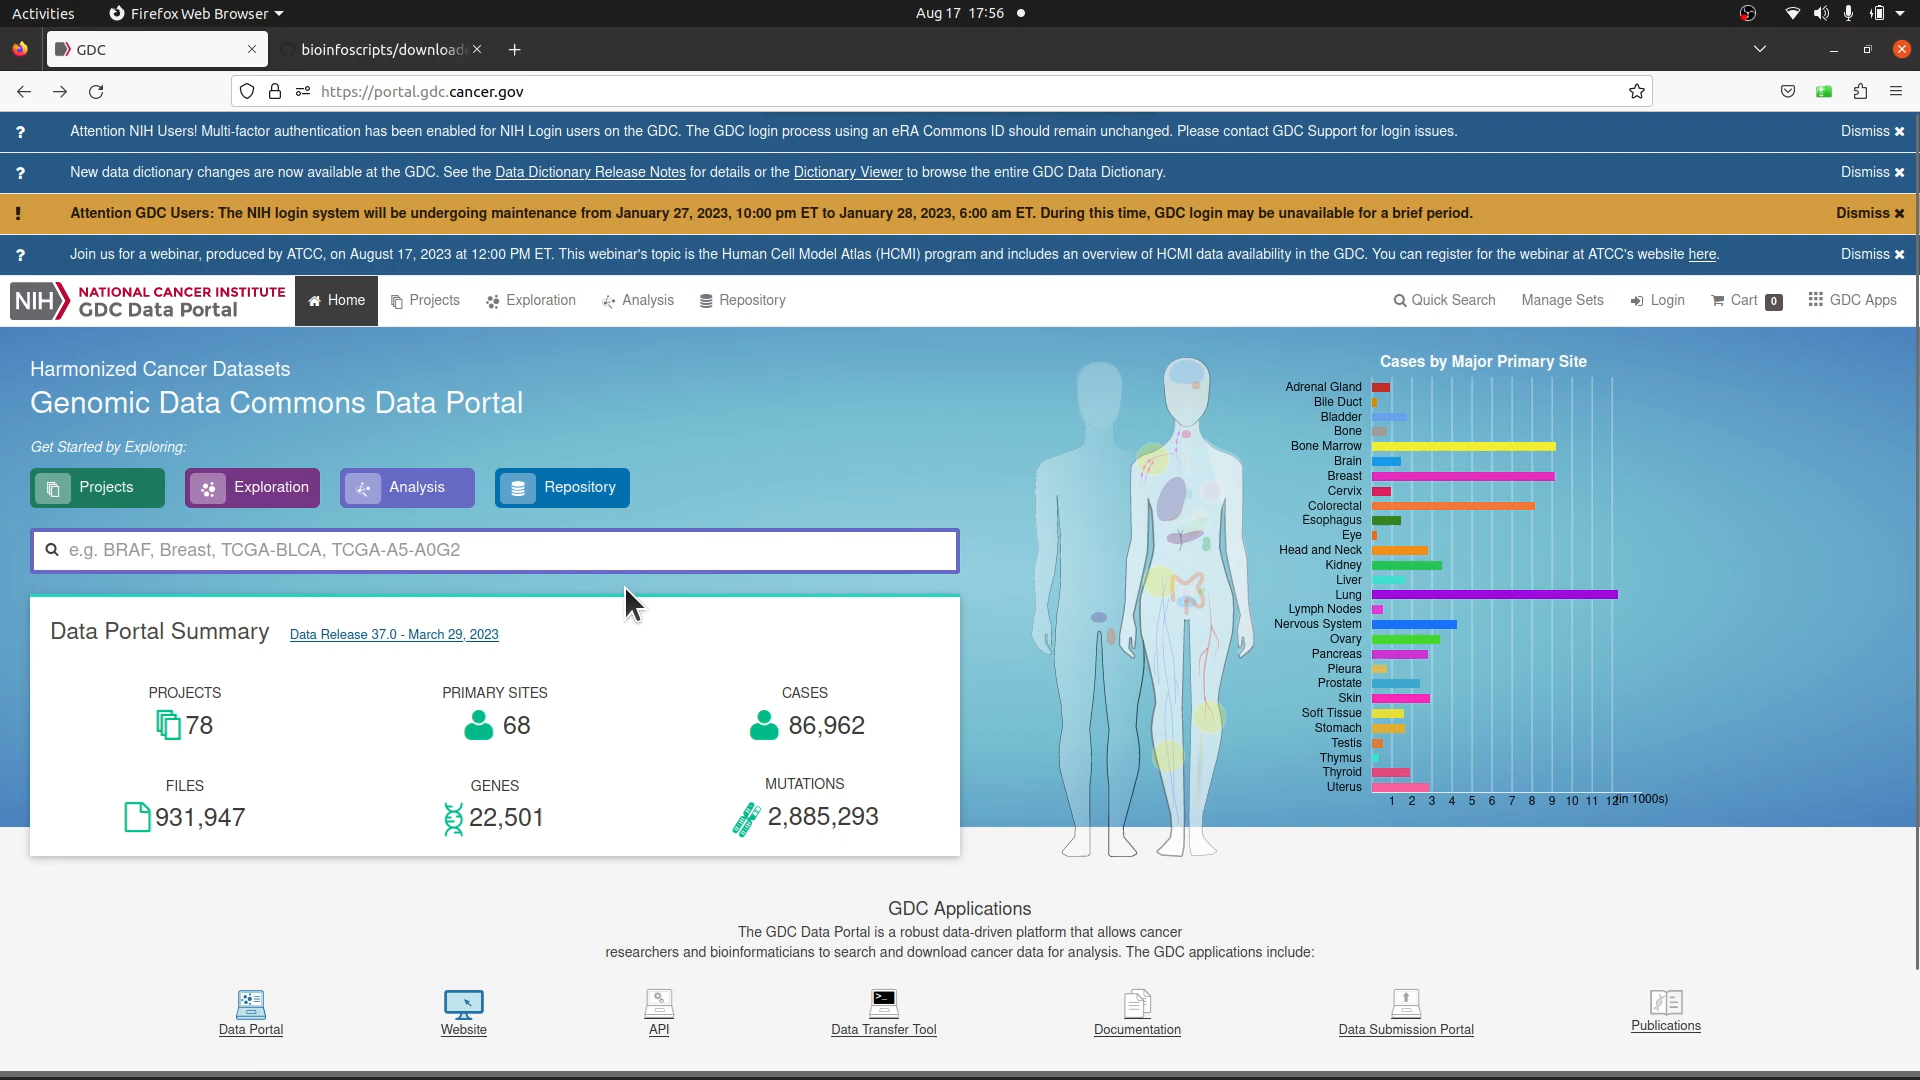 Activities Firefox Web Browser Aug 17 17:56
GDC bioinfoscripts/download
https://portal.gdc.cancer.gov
? Attention NIH Users! Multi-factor authentication has been enabled for NIH Login users on the GDC. The GDC login process using an eRA Commons ID should remain unchanged. Please contact GDC Support for login issues. Dismiss
? New data dictionary changes are now available at the GDC. See the Data Dictionary Release Notes for details or the Dictionary Viewer to browse the entire GDC Data Dictionary. Dismiss
! Attention GDC Users: The NIH login system will be undergoing maintenance from January 27, 2023, 10:00 pm ET to January 28, 2023, 6:00 am ET. During this time, GDC login may be unavailable for a brief period. Dismiss
? Join us for a webinar, produced by ATCC, on August 17, 2023 at 12:00 PM ET. This webinar's topic is the Human Cell Model Atlas (HCMI) program and includes an overview of HCMI data availability in the GDC. You can register for the webinar at ATCC's website here. Dismiss
NIH NATIONAL CANCER INSTITUTE
GDC Data Portal
Home Projects Exploration Analysis Repository Quick Search Manage Sets Login Cart 0 GDC Apps
Harmonized Cancer Datasets
Genomic Data Commons Data Portal
Get Started by Exploring:
Projects Exploration Analysis Repository
e.g. BRAF, Breast, TCGA-BLCA, TCGA-A5-A0G2
Data Portal Summary Data Release 37.0 - March 29, 2023
PROJECTS PRIMARY SITES CASES
78 68 86,962
FILES GENES MUTATIONS
931,947 22,501 2,885,293
Cases by Major Primary Site
Adrenal Gland
Bile Duct
Bladder
Bone
Bone Marrow
Brain
Breast
Cervix
Colorectal
Esophagus
Eye
Head and Neck
Kidney
Liver
Lung
Lymph Nodes
Nervous System
Ovary
Pancreas
Pleura
Prostate
Skin
Soft Tissue
Stomach
Testis
Thymus
Thyroid
Uterus
1 2 3 4 5 6 7 8 9 10 11 12 (in 1000s)
GDC Applications
The GDC Data Portal is a robust data-driven platform that allows cancer
researchers and bioinformaticians to search and download cancer data for analysis. The GDC applications include:
Data Portal Website API Data Transfer Tool Documentation Data Submission Portal Publications